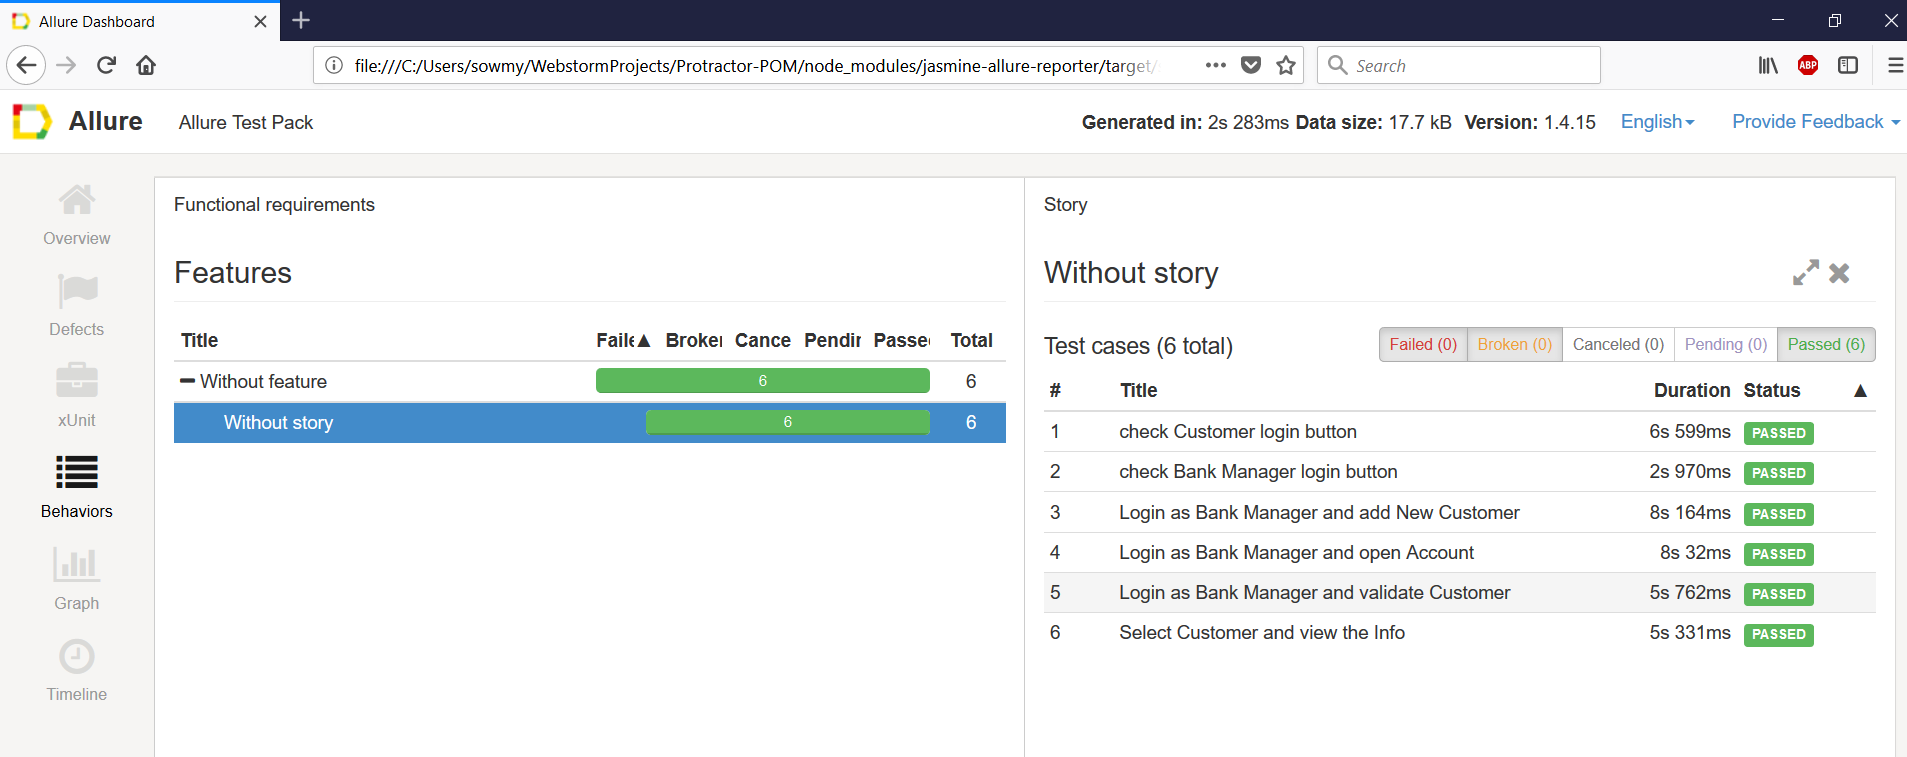 Allure Dashboard
file:///C:/Users/sowmy/WebstormProjects/Protractor-POM/node_modules/jasmine-allure-reporter/target/
Search
ABP
Allure Allure Test Pack Generated in: 2s 283ms Data size: 17.7 kB Version: 1.4.15 English Provide Feedback
Overview
Defects
xUnit
Behaviors
Graph
Timeline
Functional requirements
Features
Title Faile Broker Cance Pendin Passe Total
Without feature 6 6
Without story 6 6
Story
Without story
Test cases (6 total) Failed (0) Broken (0) Canceled (0) Pending (0) Passed (6)
# Title Duration Status
1 check Customer login button 6s 599ms PASSED
2 check Bank Manager login button 2s 970ms PASSED
3 Login as Bank Manager and add New Customer 8s 164ms PASSED
4 Login as Bank Manager and open Account 8s 32ms PASSED
5 Login as Bank Manager and validate Customer 5s 762ms PASSED
6 Select Customer and view the Info 5s 331ms PASSED